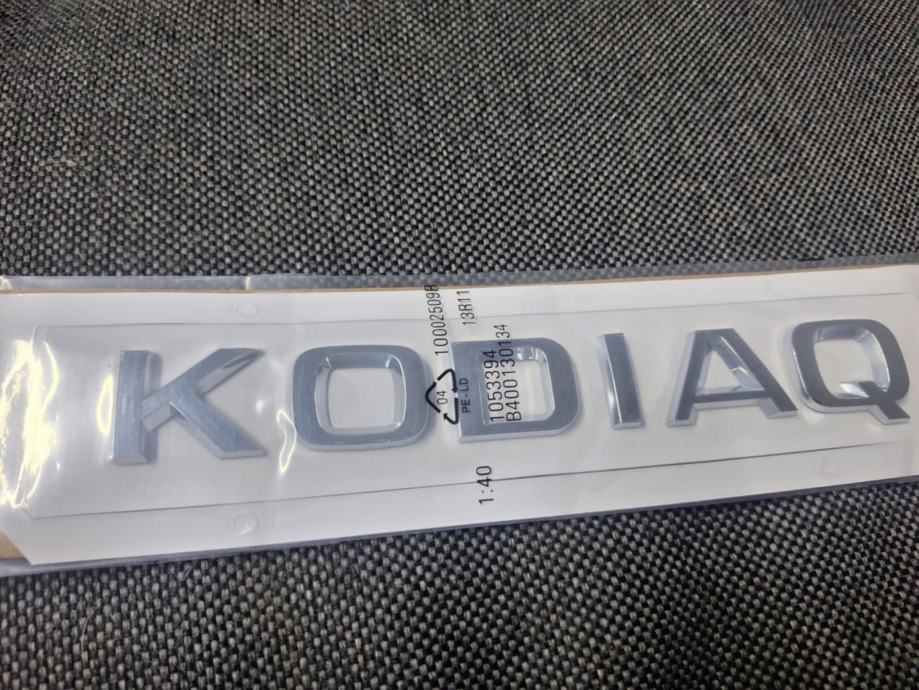 KODIAQ
10002509R
13R11
04
PE-LD
1053394
B400130134
1:40